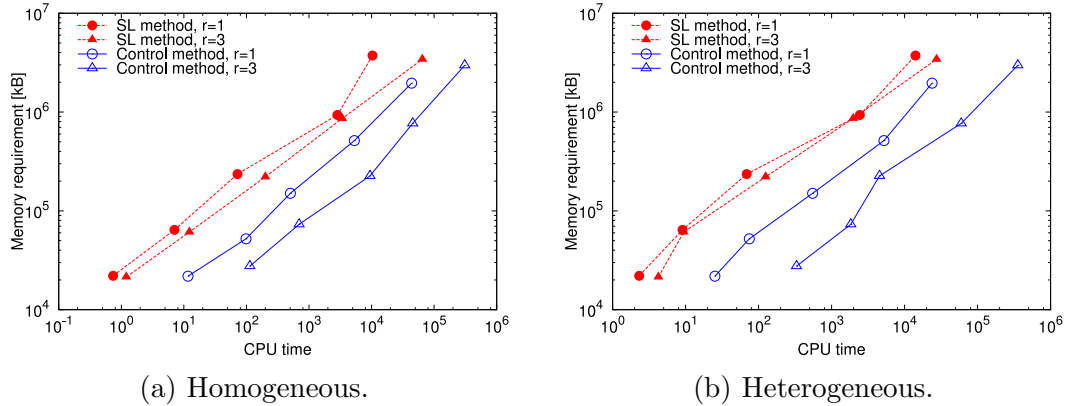 SL method, r=1
SL method, r=3
Control method, r=1
Control method, r=3
Memory requirement [kB]
10^7
10^6
10^5
10^4
10^-1 10^0 10^1 10^2 10^3 10^4 10^5 10^6
CPU time
(a) Homogeneous.
SL method, r=1
SL method, r=3
Control method, r=1
Control method, r=3
Memory requirement [kB]
10^7
10^6
10^5
10^4
10^0 10^1 10^2 10^3 10^4 10^5 10^6
CPU time
(b) Heterogeneous.